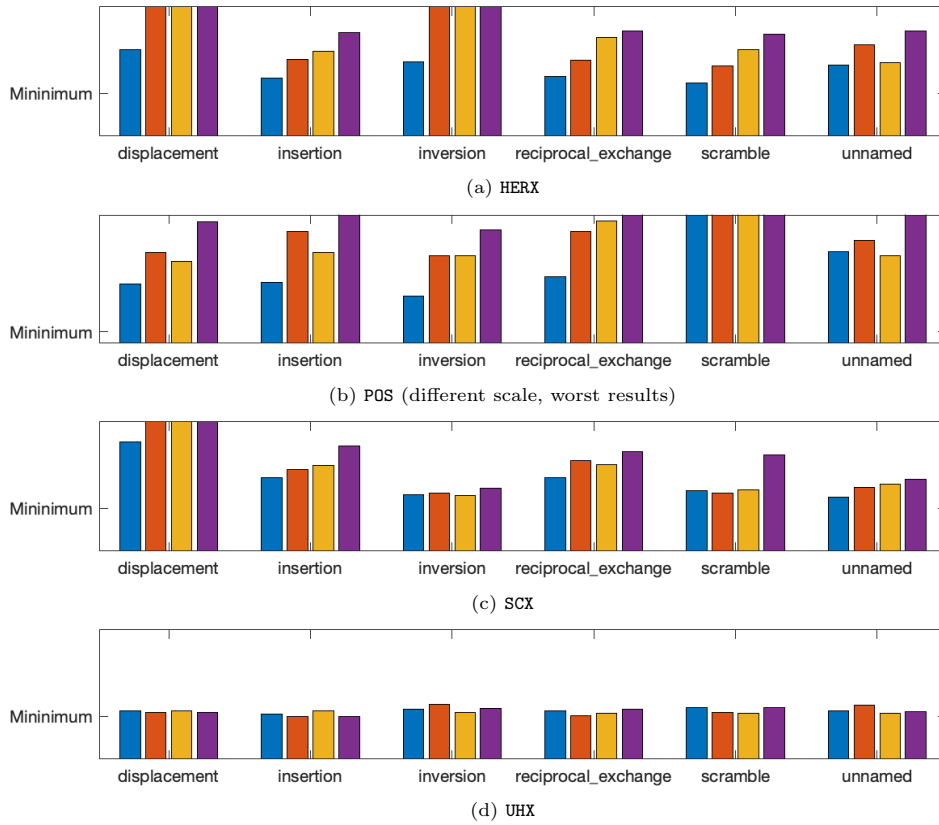 Mininimum
displacement insertion inversion reciprocal_exchange scramble unnamed
(a) HERX
Mininimum
displacement insertion inversion reciprocal_exchange scramble unnamed
(b) POS (different scale, worst results)
Mininimum
displacement insertion inversion reciprocal_exchange scramble unnamed
(c) SCX
Mininimum
displacement insertion inversion reciprocal_exchange scramble unnamed
(d) UHX